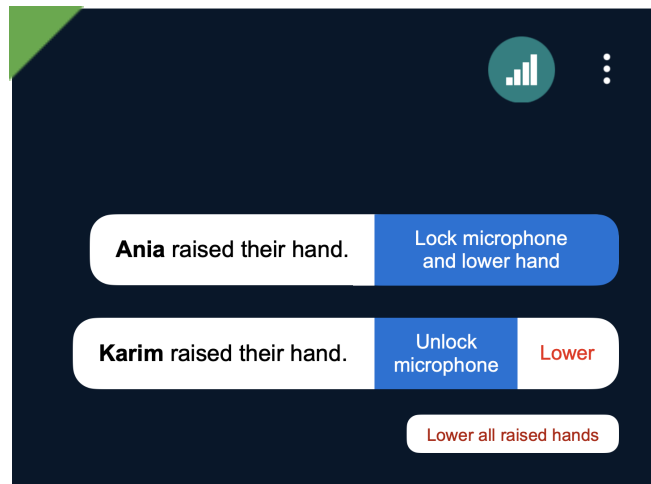 Ania raised their hand.
Lock microphone
and lower hand
Karim raised their hand.
Unlock
microphone
Lower
Lower all raised hands